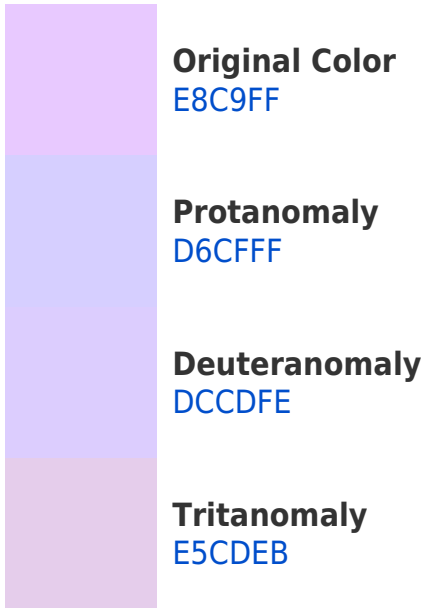 Original Color
E8C9FF
Protanomaly
D6CFFF
Deuteranomaly
DCCDFE
Tritanomaly
E5CDEB